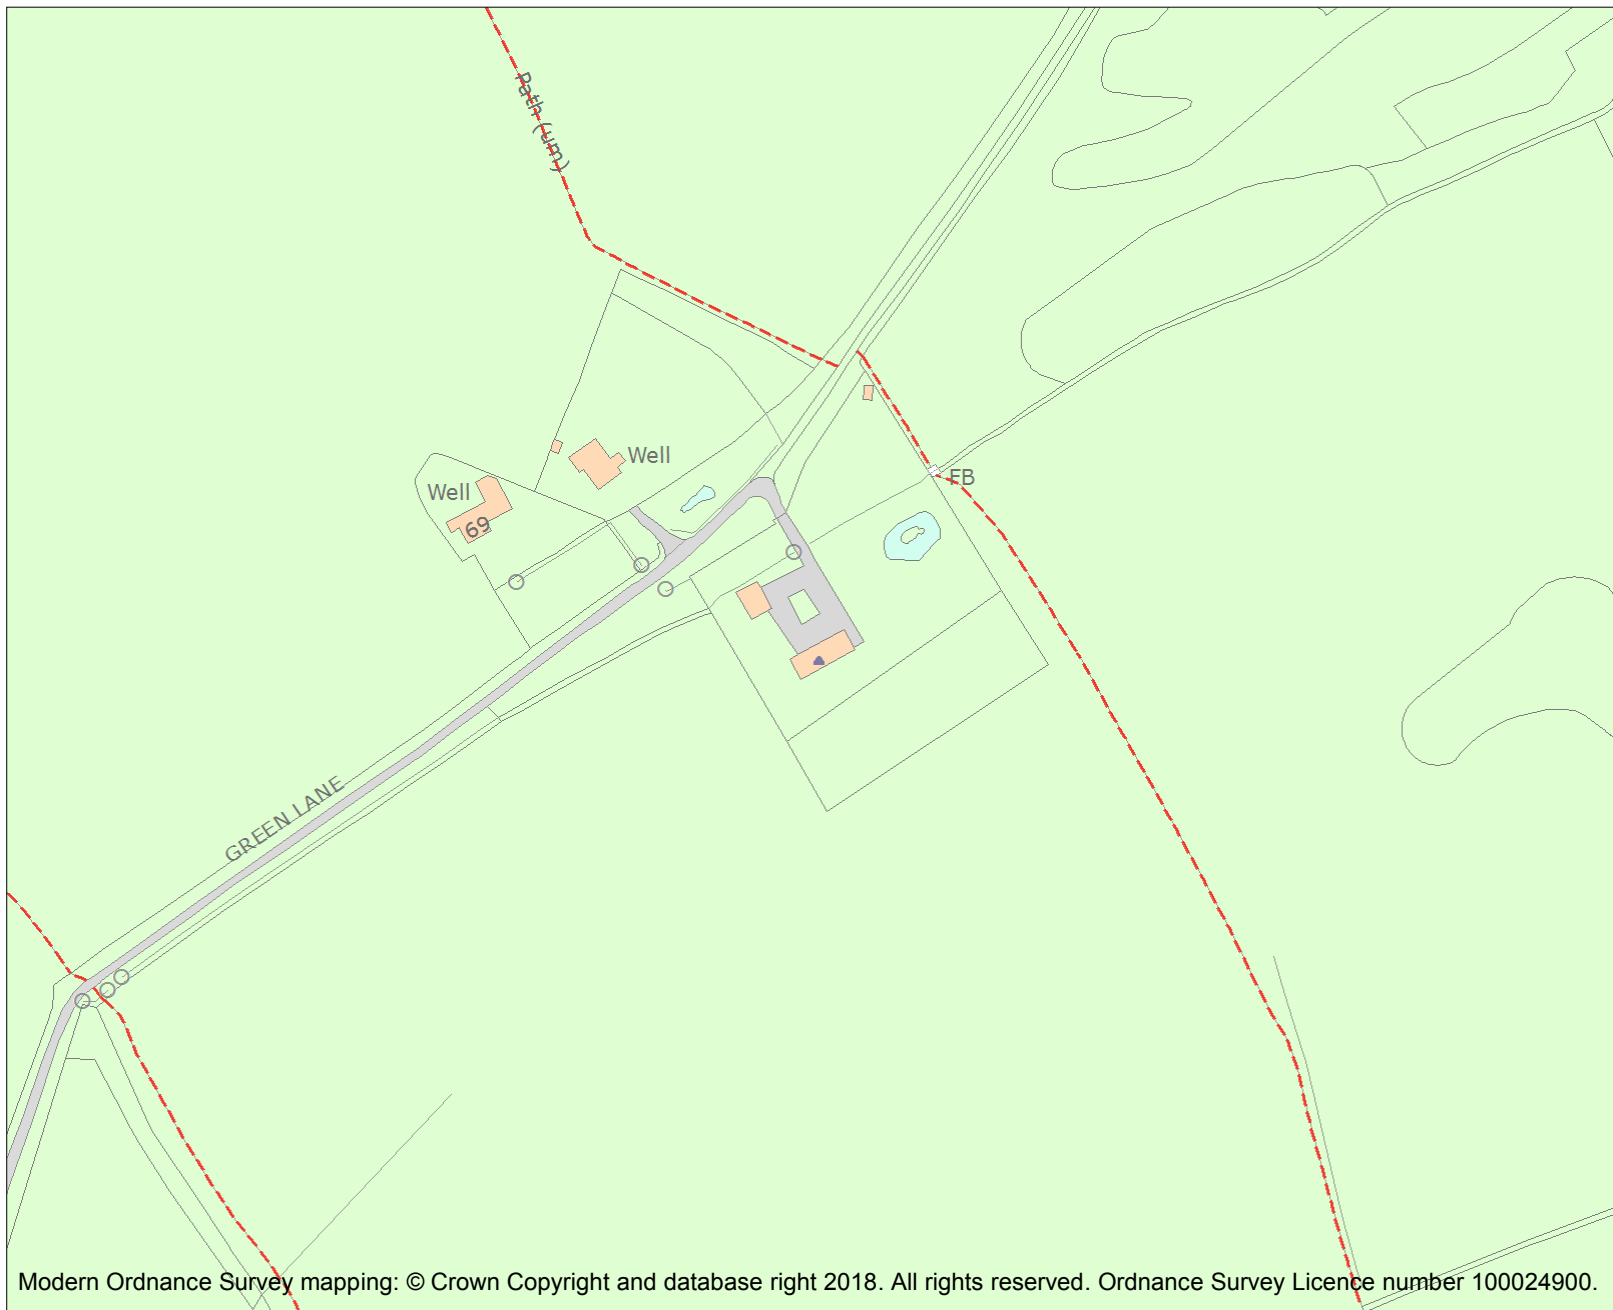 Path (um)
Well
Well
69
FB
GREEN LANE
Modern Ordnance Survey mapping: © Crown Copyright and database right 2018. All rights reserved. Ordnance Survey Licence number 100024900.